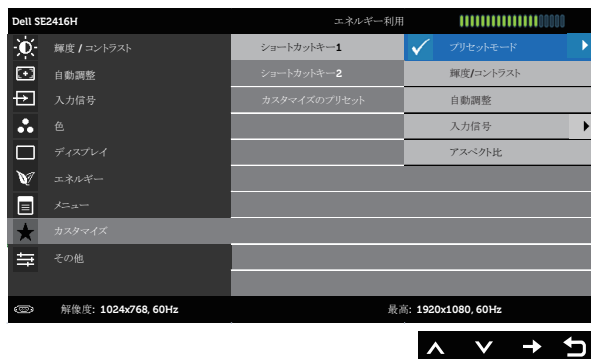 Dell SE2416H エネルギー利用
輝度 / コントラスト ショートカットキー1 プリセットモード
自動調整 ショートカットキー2 輝度/コントラスト
入力信号 カスタマイズのプリセット 自動調整
色 入力信号
ディスプレイ アスペクト比
エネルギー
メニュー
カスタマイズ
その他
解像度: 1024x768, 60Hz 最高: 1920x1080, 60Hz